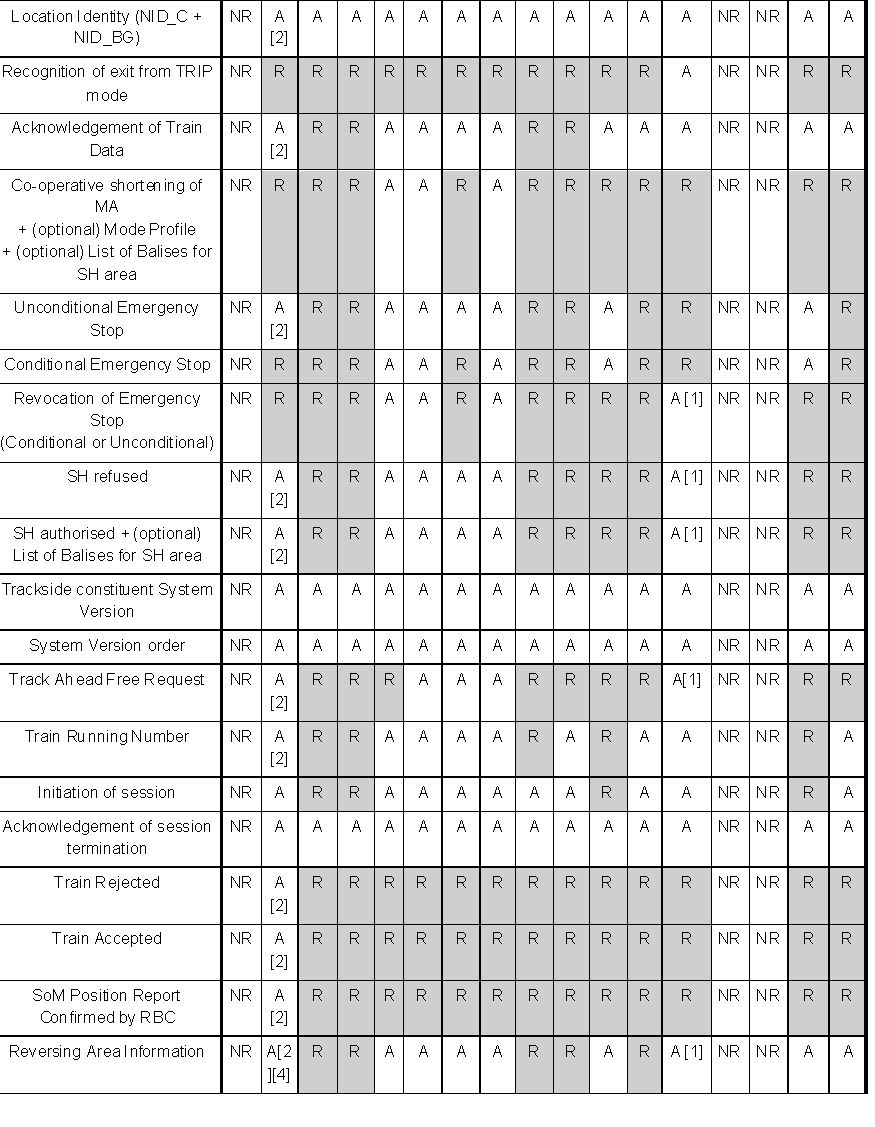 Location Identity (NID_C + NR A A A A A A A A A A A A NR NR A A
NID_BG) [2]
Recognition of exit from TRIP NR R R R R R R R R R R R A NR NR R R
mode
Acknowledgement of Train NR A R R A A A A R R A A A NR NR A A
Data [2]
Co-operative shortening of NR R R R A A R A R R R R R NR NR R R
MA
+ (optional) Mode Profile
+ (optional) List of Balises for
SH area
Unconditional Emergency NR A R R A A A A R R A R R NR NR A R
Stop [2]
Conditional Emergency Stop NR R R R A A R A R R A R R NR NR A R
Revocation of Emergency NR R R R A A R A R R R R A [1] NR NR R R
Stop
(Conditional or Unconditional)
SH refused NR A R R A A A A R R R R A [1] NR NR R R
[2]
SH authorised + (optional) NR A R R A A A A R R R R A [1] NR NR R R
List of Balises for SH area [2]
Trackside constituent System NR A A A A A A A A A A A A NR NR A A
Version
System Version order NR A A A A A A A A A A A A NR NR A A
Track Ahead Free Request NR A R R R A A A R R R R A[1] NR NR R R
[2]
Train Running Number NR A R R A A A A R A R A A NR NR R A
[2]
Initiation of session NR A R R A A A A A A R A A NR NR R A
Acknowledgement of session NR A A A A A A A A A A A A NR NR A A
termination
Train Rejected NR A R R R R R R R R R R R NR NR R R
[2]
Train Accepted NR A R R R R R R R R R R R NR NR R R
[2]
SoM Position Report NR A R R R R R R R R R R R NR NR R R
Confirmed by RBC [2]
Reversing Area Information NR A[2 R R A A A A R R A R A [1] NR NR A A
][4]